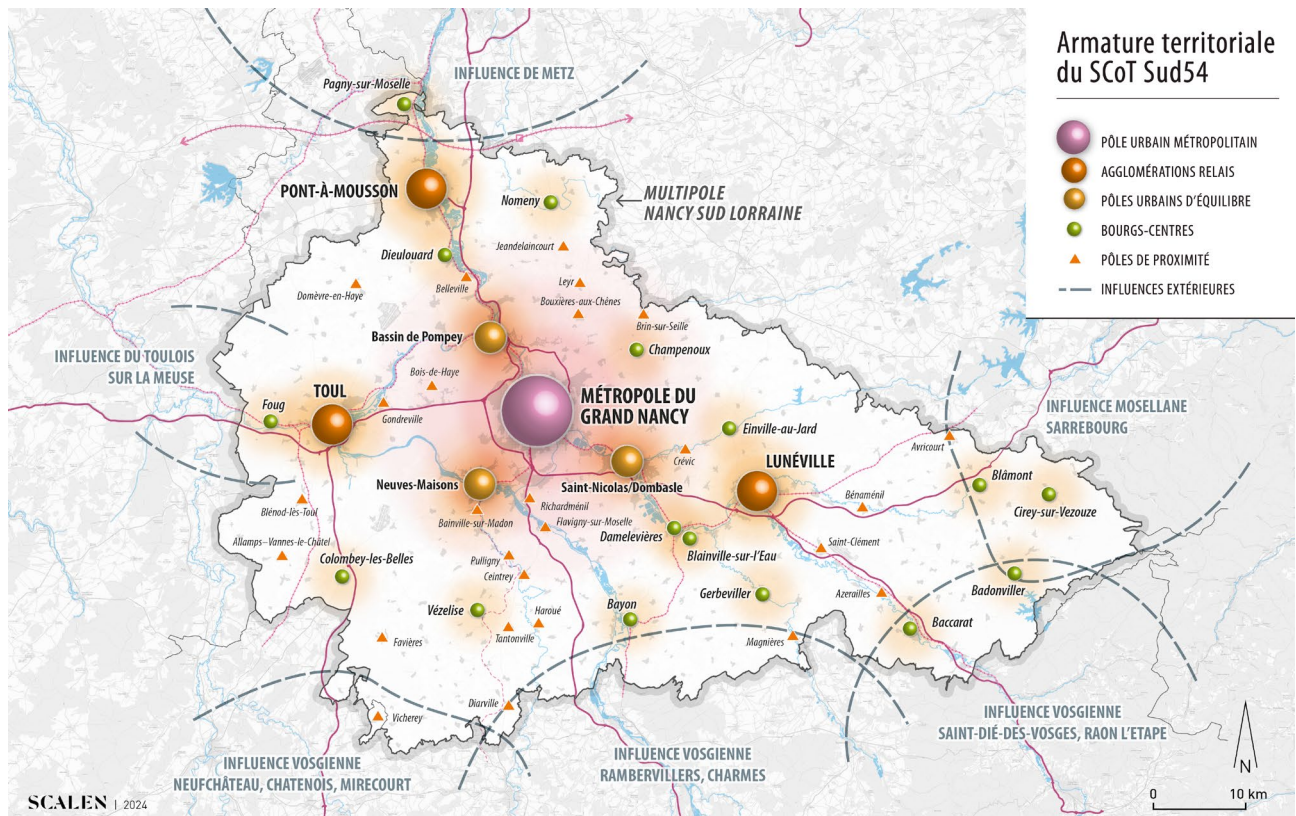 Armature territoriale
du SCoT Sud54
PÔLE URBAIN MÉTROPOLITAIN
AGGLOMÉRATIONS RELAIS
PÔLES URBAINS D'ÉQUILIBRE
BOURGS-CENTRES
PÔLES DE PROXIMITÉ
INFLUENCES EXTÉRIEURES
INFLUENCE DE METZ
Pagny-sur-Moselle
PONT-À-MOUSSON
Nomeny
MULTIPOLE
NANCY SUD LORRAINE
Jeandelaincourt
Dieulouard
Belleville
Leyr
Domèvre-en-Haye
Bouxières-aux-Chênes
Brin-sur-Seille
Bassin de Pompey
Champenoux
INFLUENCE DU TOULOIS
SUR LA MEUSE
Bois-de-Haye
TOUL
Foug
Gondreville
MÉTROPOLE DU
GRAND NANCY
INFLUENCE MOSELLANE
SARREBOURG
Einville-au-Jard
Avricourt
Crévic
LUNÉVILLE
Blâmont
Neuves-Maisons
Saint-Nicolas/Dombasle
Bénaménil
Cirey-sur-Vezouze
Richardménil
Blénod-lès-Toul
Bainville-sur-Madon
Flavigny-sur-Moselle
Damelevières
Saint-Clément
Allamps–Vannes-le-Châtel
Colombey-les-Belles
Pulligny
Blainville-sur-l'Eau
Ceintrey
Gerbeviller
Azerailles
Badonviller
Vézelise
Haroué
Bayon
Baccarat
Favières
Tantonville
Magnières
Diarville
Vicherey
INFLUENCE VOSGIENNE
SAINT-DIÉ-DES-VOSGES, RAON L'ETAPE
INFLUENCE VOSGIENNE
RAMBERVILLERS, CHARMES
INFLUENCE VOSGIENNE
NEUFCHÂTEAU, CHATENOIS, MIRECOURT
N
0 10 km
SCALEN | 2024